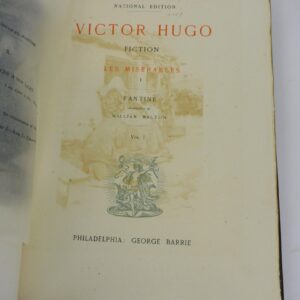 NATIONAL EDITION
VICTOR HUGO
FICTION
LES MISÉRABLES
I
FANTINE
WILLIAM WALTON
Vol. I
PHILADELPHIA: GEORGE BARRIE